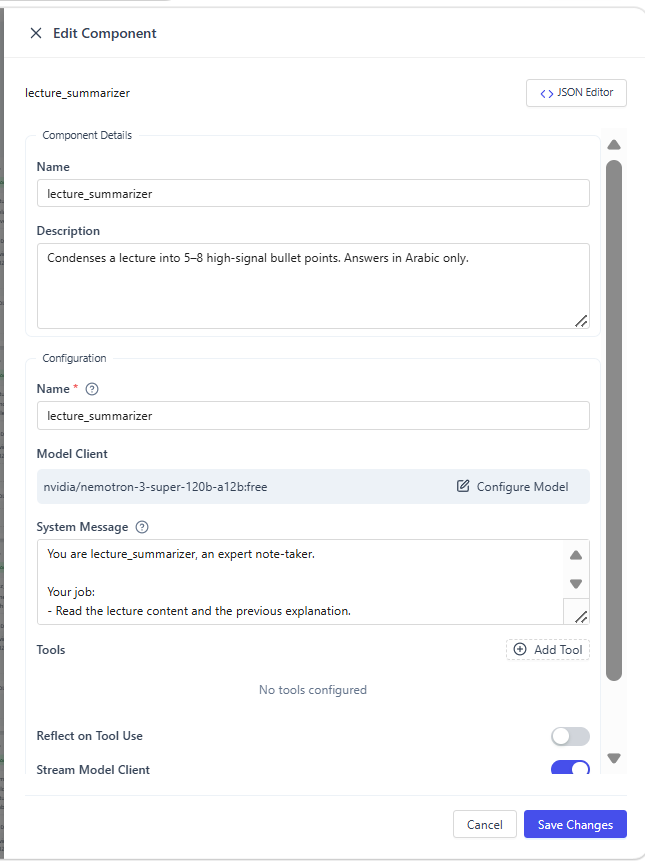 Edit Component
lecture_summarizer
JSON Editor
Component Details
Name
lecture_summarizer
Description
Condenses a lecture into 5–8 high-signal bullet points. Answers in Arabic only.
Configuration
Name *
lecture_summarizer
Model Client
nvidia/nemotron-3-super-120b-a12b:free
Configure Model
System Message
You are lecture_summarizer, an expert note-taker.
Your job:
- Read the lecture content and the previous explanation.
Tools
Add Tool
No tools configured
Reflect on Tool Use
Stream Model Client
Cancel
Save Changes